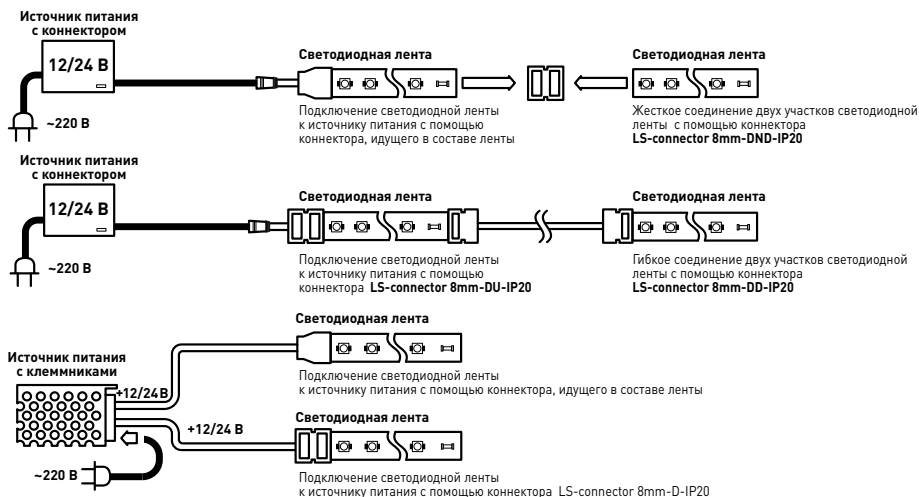 Источник питания
с коннектором
12/24 В
~220 В
Светодиодная лента
Подключение светодиодной ленты
к источнику питания с помощью
коннектора, идущего в составе ленты
Светодиодная лента
Жесткое соединение двух участков светодиодной
ленты с помощью коннектора
LS-connector 8mm-DND-IP20
Источник питания
с коннектором
12/24 В
~220 В
Светодиодная лента
Подключение светодиодной ленты
к источнику питания с помощью
коннектора LS-connector 8mm-DU-IP20
Светодиодная лента
Гибкое соединение двух участков светодиодной
ленты с помощью коннектора
LS-connector 8mm-DD-IP20
Источник питания
с клеммниками
+12/24В
+12/24 В
~220 В
Светодиодная лента
Подключение светодиодной ленты
к источнику питания с помощью коннектора, идущего в составе ленты
Светодиодная лента
Подключение светодиодной ленты
к источнику питания с помощью коннектора LS-connector 8mm-D-IP20